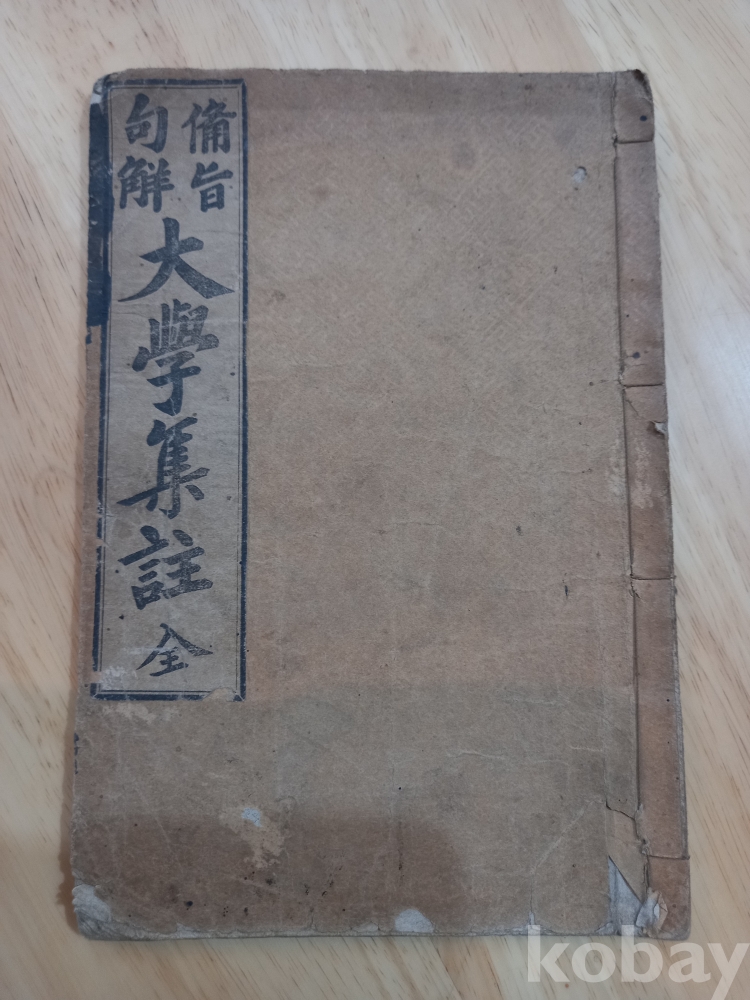 備旨
句解
大學集註 全
kobay